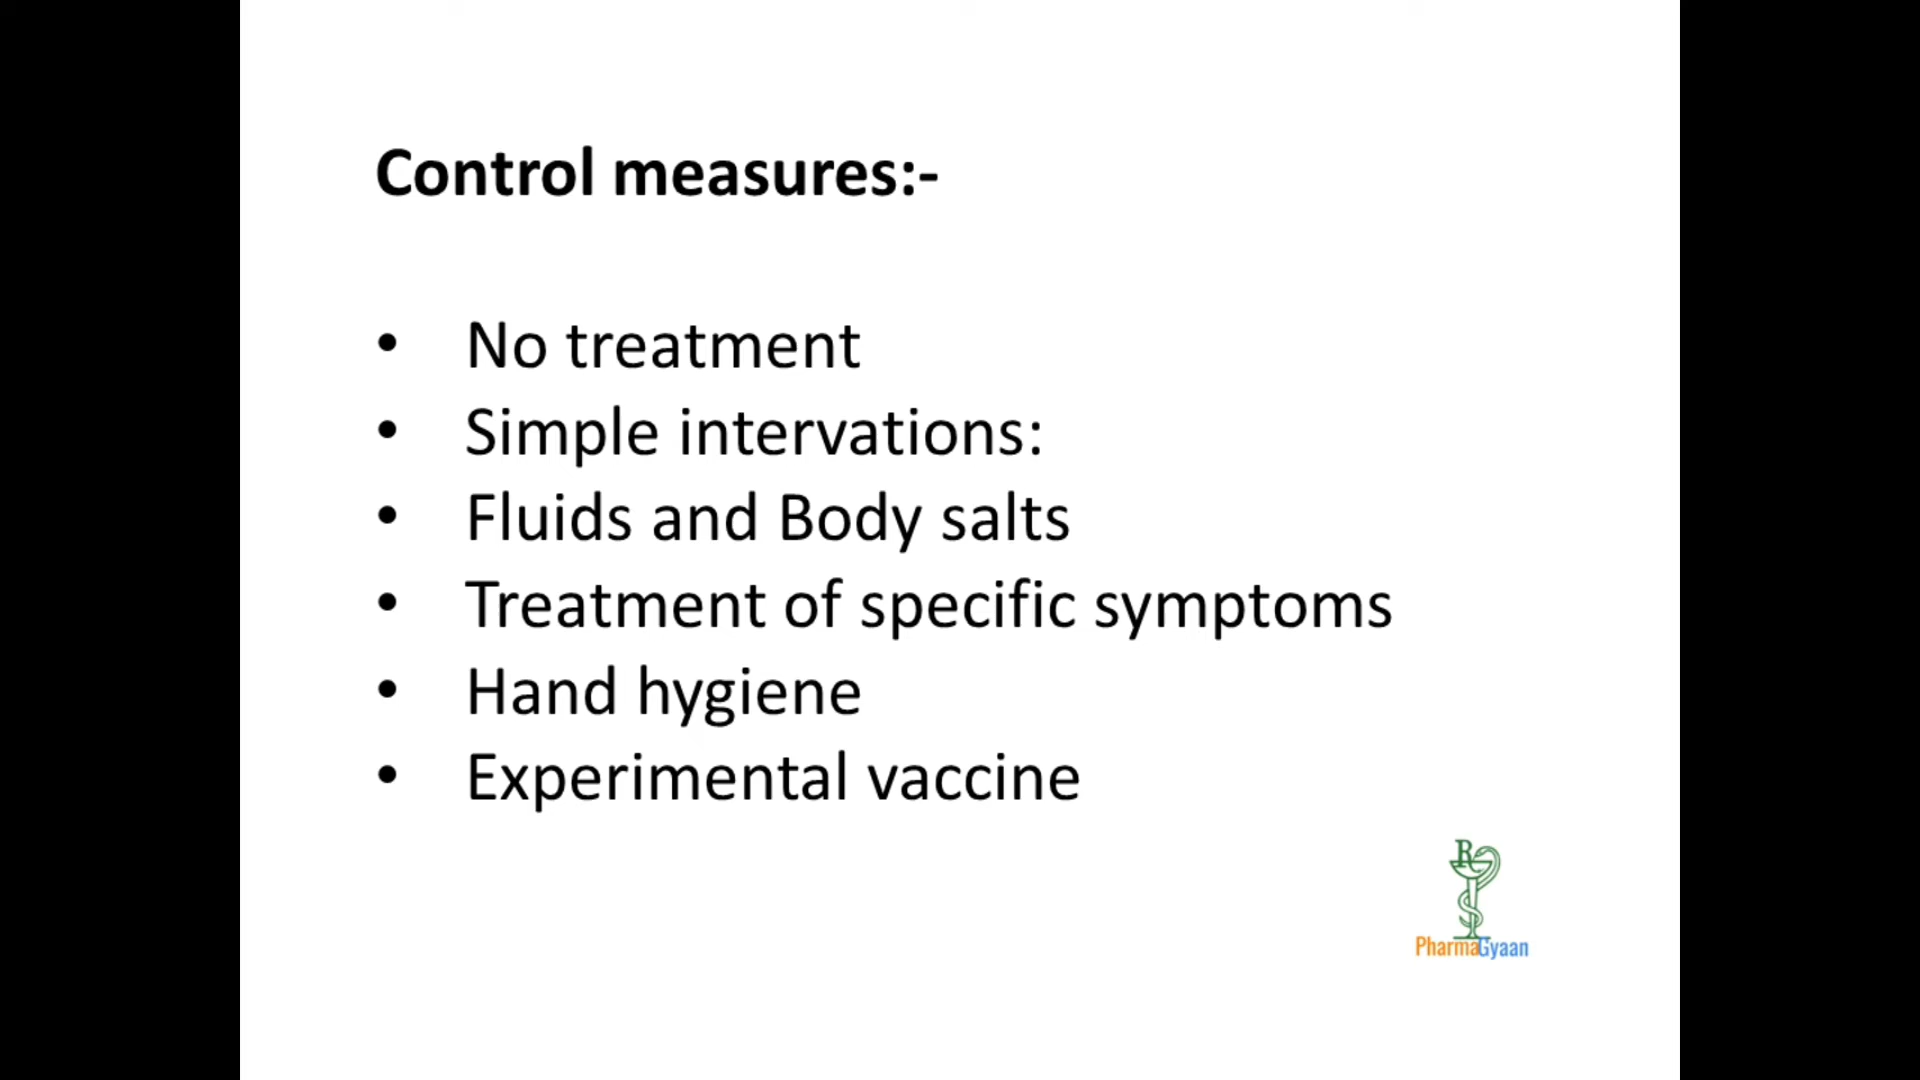 Control measures:-
• No treatment
• Simple intervations:
• Fluids and Body salts
• Treatment of specific symptoms
• Hand hygiene
• Experimental vaccine
R
PharmaGyaan